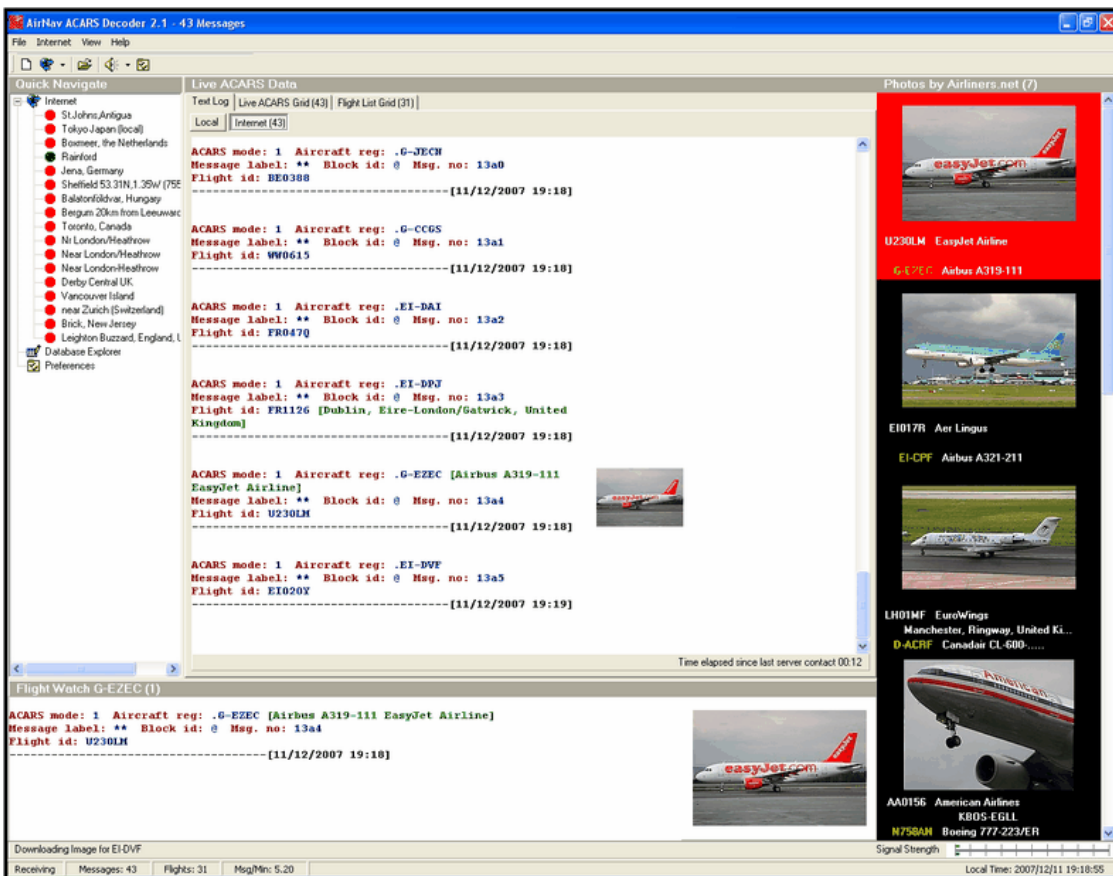 AirNav ACARS Decoder 2.1 - 43 Messages
File Internet View Help
Quick Navigate
Internet
St.Johns,Antigua
Tokyo Japan (local)
Boxmeer, the Netherlands
Rainford
Jena, Germany
Sheffield 53.31N,1.35W (755
Balatonföldvar, Hungary
Bergum 20km from Leeuward
Toronto, Canada
Nr London/Heathrow
Near London/Heathrow
Near London-Heathrow
Derby Central UK
Vancouver Island
near Zurich (Switzerland)
Brick, New Jersey
Leighton Buzzard, England, U
Database Explorer
Preferences
Live ACARS Data
Text Log Live ACARS Grid (43) Flight List Grid (31)
Local Internet (43)
ACARS mode: 1 Aircraft reg: .G-JECH
Message label: ** Block id: @ Msg. no: 13a0
Flight id: BE0388
----------------------------------[11/12/2007 19:18]
ACARS mode: 1 Aircraft reg: .G-CCGS
Message label: ** Block id: @ Msg. no: 13a1
Flight id: WW0615
----------------------------------[11/12/2007 19:18]
ACARS mode: 1 Aircraft reg: .EI-DAI
Message label: ** Block id: @ Msg. no: 13a2
Flight id: FR047Q
----------------------------------[11/12/2007 19:18]
ACARS mode: 1 Aircraft reg: .EI-DPJ
Message label: ** Block id: @ Msg. no: 13a3
Flight id: FR1126 [Dublin, Eire-London/Gatwick, United
Kingdom]
----------------------------------[11/12/2007 19:18]
ACARS mode: 1 Aircraft reg: .G-EZEC [Airbus A319-111
EasyJet Airline]
Message label: ** Block id: @ Msg. no: 13a4
Flight id: U230LM
----------------------------------[11/12/2007 19:18]
easyJet
ACARS mode: 1 Aircraft reg: .EI-DVF
Message label: ** Block id: @ Msg. no: 13a5
Flight id: EI020Y
----------------------------------[11/12/2007 19:19]
Time elapsed since last server contact 00:12
Photos by Airliners.net (7)
easyJet.com
U230LM EasyJet Airline
G-EZEC Airbus A319-111
EI017R Aer Lingus
EI-CPF Airbus A321-211
LH01MF EuroWings
Manchester, Ringway, United Ki...
D-ACRF Canadair CL-600-.....
American
AA0156 American Airlines
KBOS-EGLL
N758AN Boeing 777-223/ER
Flight Watch G-EZEC (1)
ACARS mode: 1 Aircraft reg: .G-EZEC [Airbus A319-111 EasyJet Airline]
Message label: ** Block id: @ Msg. no: 13a4
Flight id: U230LM
----------------------------------[11/12/2007 19:18]
easyJet.com
Downloading Image for EI-DVF
Signal Strength
Receiving Messages: 43 Flights: 31 Msg/Min: 5.20
Local Time: 2007/12/11 19:18:55